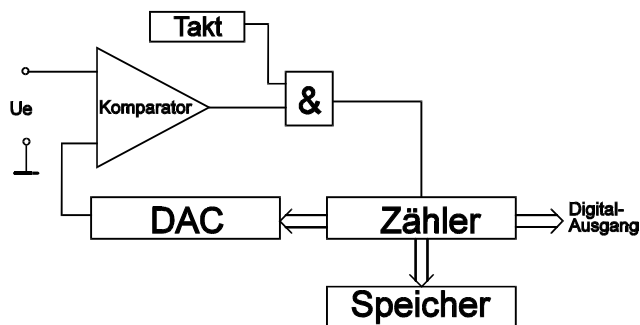 Takt
Komparator
&
Ue
DAC
Zähler
Digital-
Ausgang
Speicher